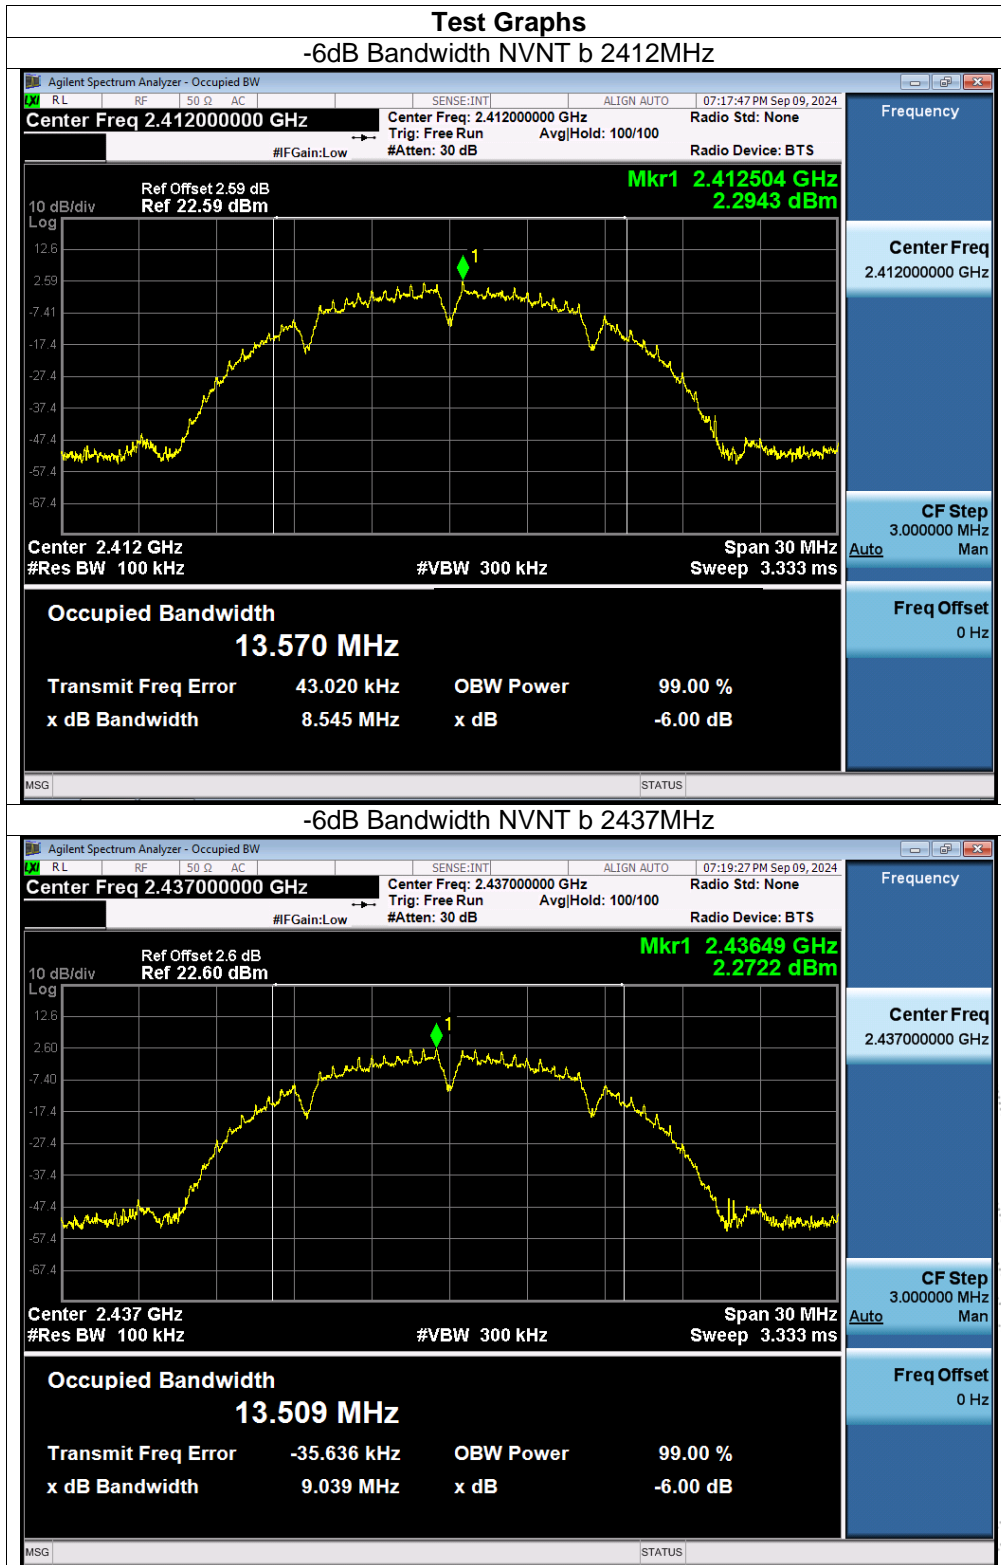 Test Graphs
-6dB Bandwidth NVNT b 2412MHz
Agilent Spectrum Analyzer - Occupied BW
LXI RL RF 50 Ω AC SENSE:INT ALIGN AUTO 07:17:47 PM Sep 09, 2024
Center Freq 2.412000000 GHz
Center Freq: 2.412000000 GHz Radio Std: None
Trig: Free Run Avg|Hold: 100/100
#IFGain:Low #Atten: 30 dB Radio Device: BTS
Frequency
Mkr1 2.412504 GHz
2.2943 dBm
Ref Offset 2.59 dB
10 dB/div Ref 22.59 dBm
Log
12.6
2.59
-7.41
-17.4
-27.4
-37.4
-47.4
-57.4
-67.4
1
Center 2.412 GHz Span 30 MHz
#Res BW 100 kHz #VBW 300 kHz Sweep 3.333 ms
Center Freq
2.412000000 GHz
CF Step
3.000000 MHz
Auto Man
Freq Offset
0 Hz
Occupied Bandwidth
13.570 MHz
Transmit Freq Error 43.020 kHz OBW Power 99.00 %
x dB Bandwidth 8.545 MHz x dB -6.00 dB
MSG STATUS
-6dB Bandwidth NVNT b 2437MHz
Agilent Spectrum Analyzer - Occupied BW
LXI RL RF 50 Ω AC SENSE:INT ALIGN AUTO 07:19:27 PM Sep 09, 2024
Center Freq 2.437000000 GHz
Center Freq: 2.437000000 GHz Radio Std: None
Trig: Free Run Avg|Hold: 100/100
#IFGain:Low #Atten: 30 dB Radio Device: BTS
Frequency
Mkr1 2.43649 GHz
2.2722 dBm
Ref Offset 2.6 dB
10 dB/div Ref 22.60 dBm
Log
12.6
2.60
-7.40
-17.4
-27.4
-37.4
-47.4
-57.4
-67.4
1
Center 2.437 GHz Span 30 MHz
#Res BW 100 kHz #VBW 300 kHz Sweep 3.333 ms
Center Freq
2.437000000 GHz
CF Step
3.000000 MHz
Auto Man
Freq Offset
0 Hz
Occupied Bandwidth
13.509 MHz
Transmit Freq Error -35.636 kHz OBW Power 99.00 %
x dB Bandwidth 9.039 MHz x dB -6.00 dB
MSG STATUS